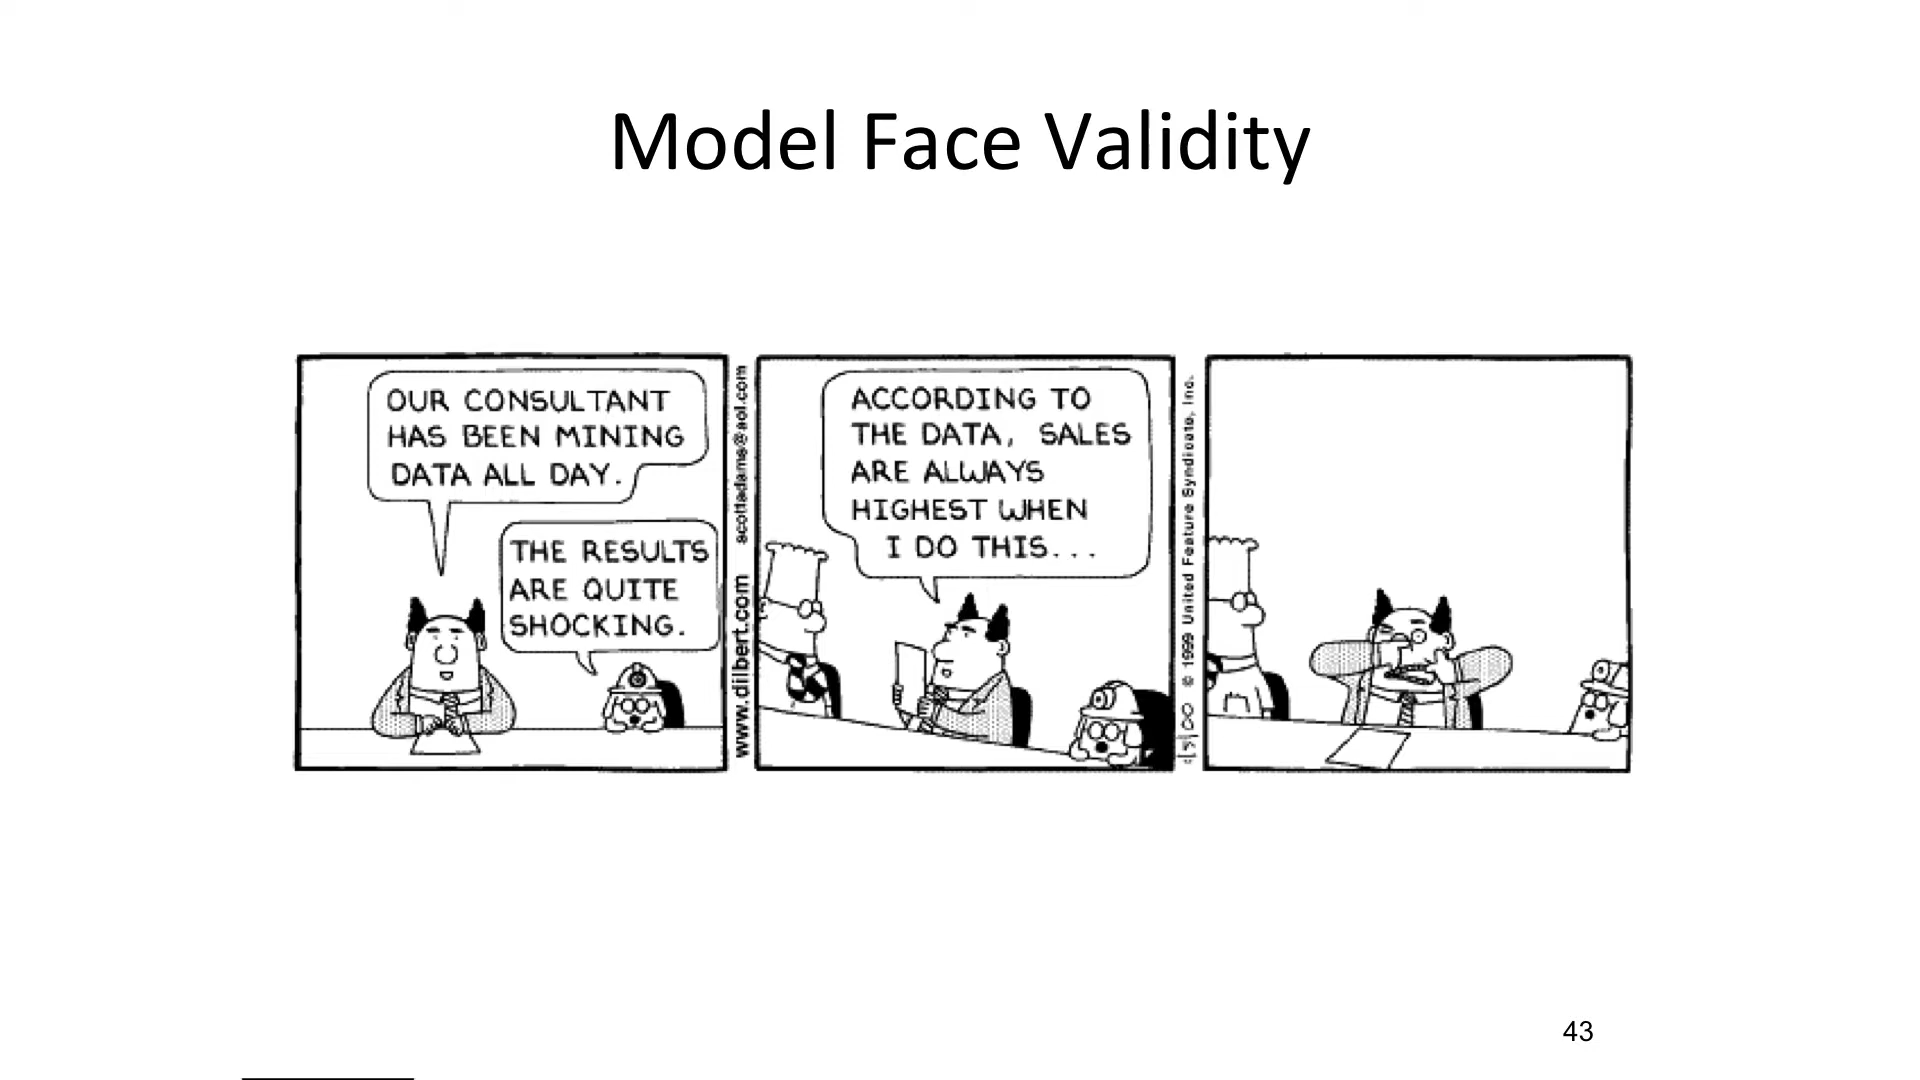 Model Face Validity
OUR CONSULTANT
HAS BEEN MINING
DATA ALL DAY.
THE RESULTS
ARE QUITE
SHOCKING.
www.dilbert.com scottadams@aol.com
ACCORDING TO
THE DATA, SALES
ARE ALWAYS
HIGHEST WHEN
I DO THIS...
© 1999 United Feature Syndicate, Inc.
43